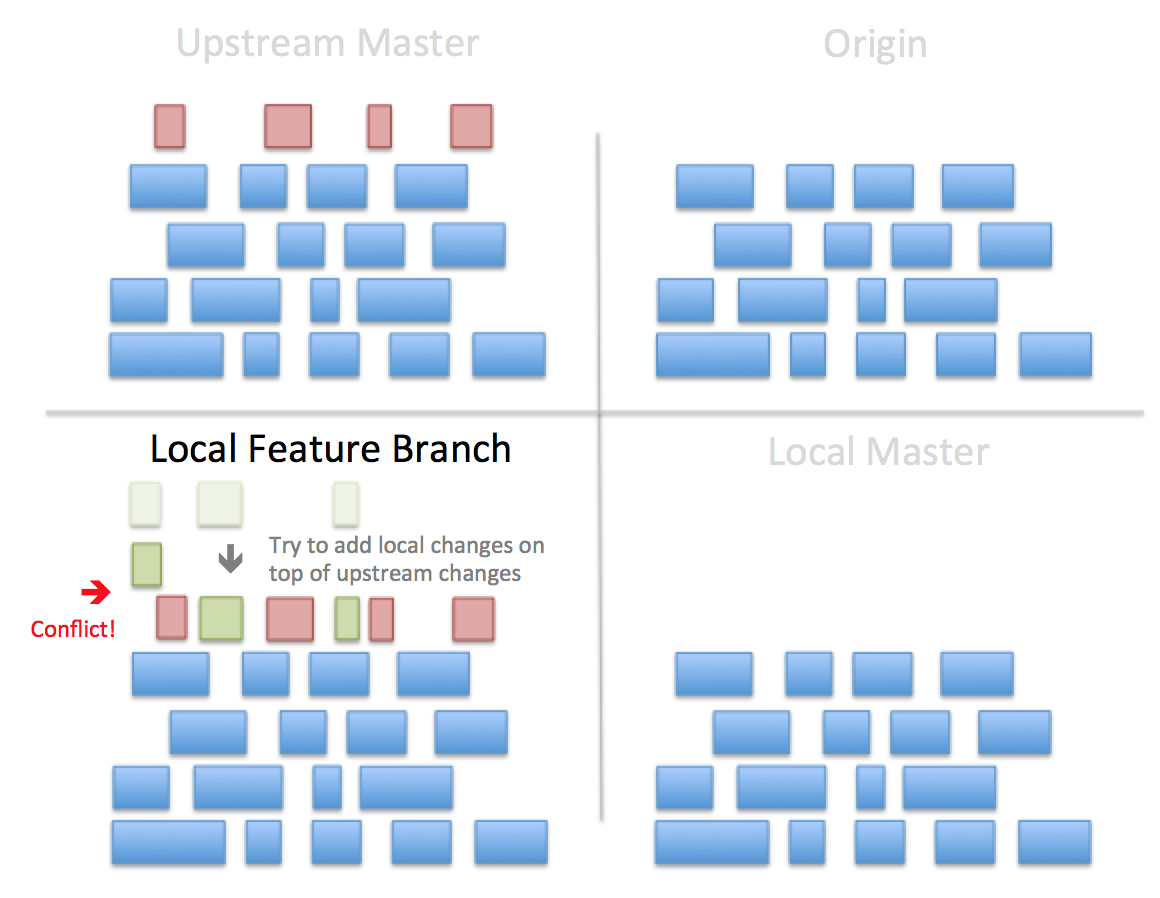 Upstream Master
Origin
Local Feature Branch
Local Master
Try to add local changes on
top of upstream changes
Conflict!